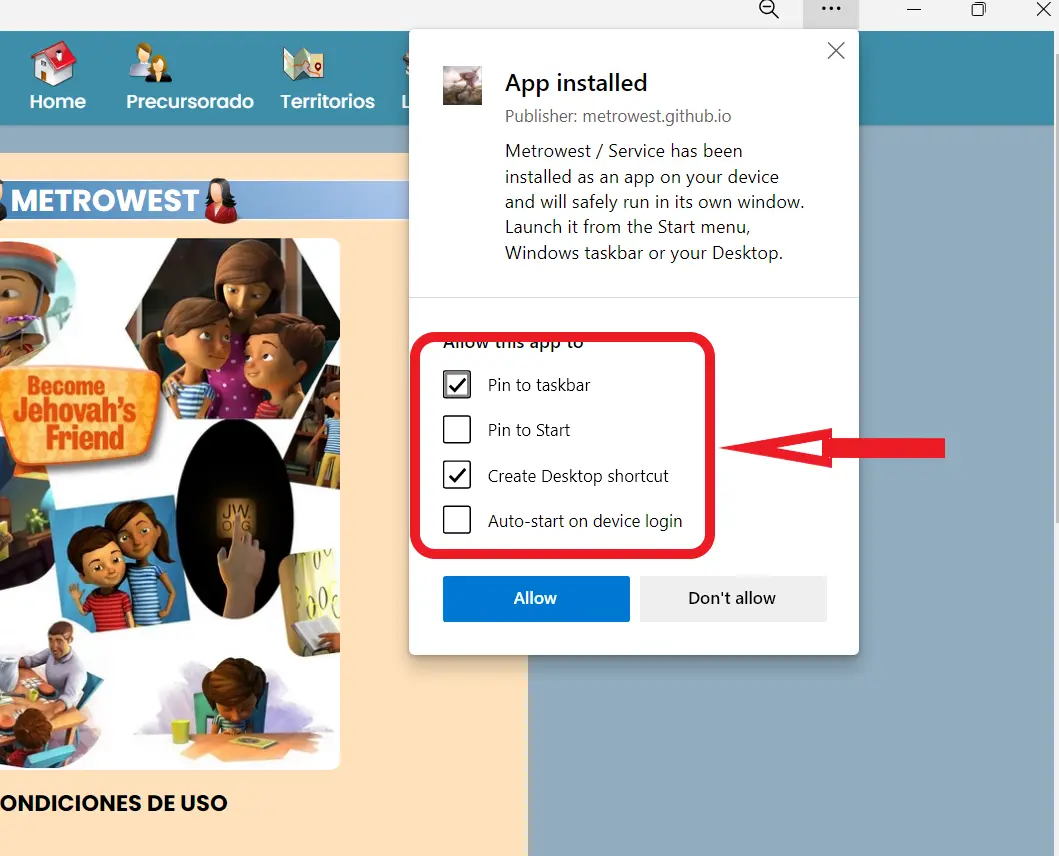 Home
Precursorado
Territorios
L
App installed
Publisher: metrowest.github.io
Metrowest / Service has been
installed as an app on your device
and will safely run in its own window.
Launch it from the Start menu,
Windows taskbar or your Desktop.
METROWEST
Allow this app to
Pin to taskbar
Pin to Start
Create Desktop shortcut
Auto-start on device login
Allow
Don't allow
Become
Jehovah's
Friend
JW.
ORG
ONDICIONES DE USO